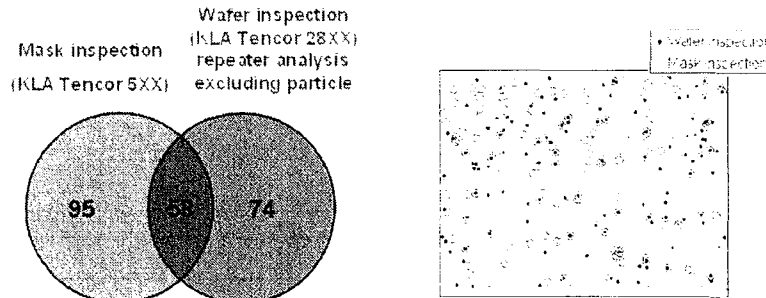 Mask inspection
(KLA Tencor 5XX)
Wafer inspection
(KLA Tencor 28XX)
repeater analysis
excluding particle
95
58
74
Wafer inspection
Mask inspection